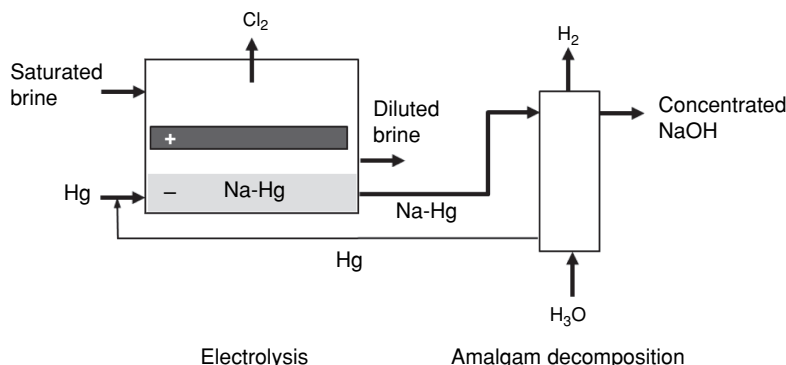 Cl₂
H₂
Saturated
brine
Diluted
brine
Concentrated
NaOH
+
Hg
–
Na-Hg
Na-Hg
Hg
H₃O
Electrolysis
Amalgam decomposition